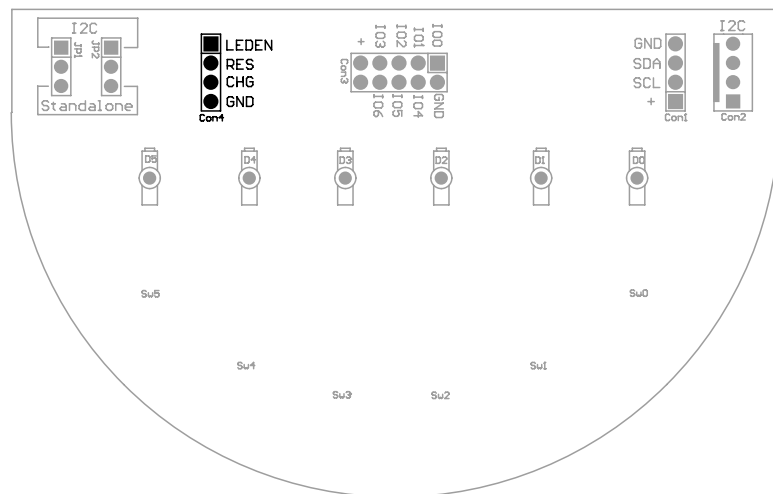 I2C
JP1
JP2
Standalone
LEDEN
RES
CHG
GND
Con4
+
IO3
IO2
IO1
IO0
Con3
IO6
IO5
IO4
GND
GND
SDA
SCL
+
Con1
I2C
Con2
D5
D4
D3
D2
D1
D0
Sw5
Sw0
Sw4
Sw1
Sw3
Sw2